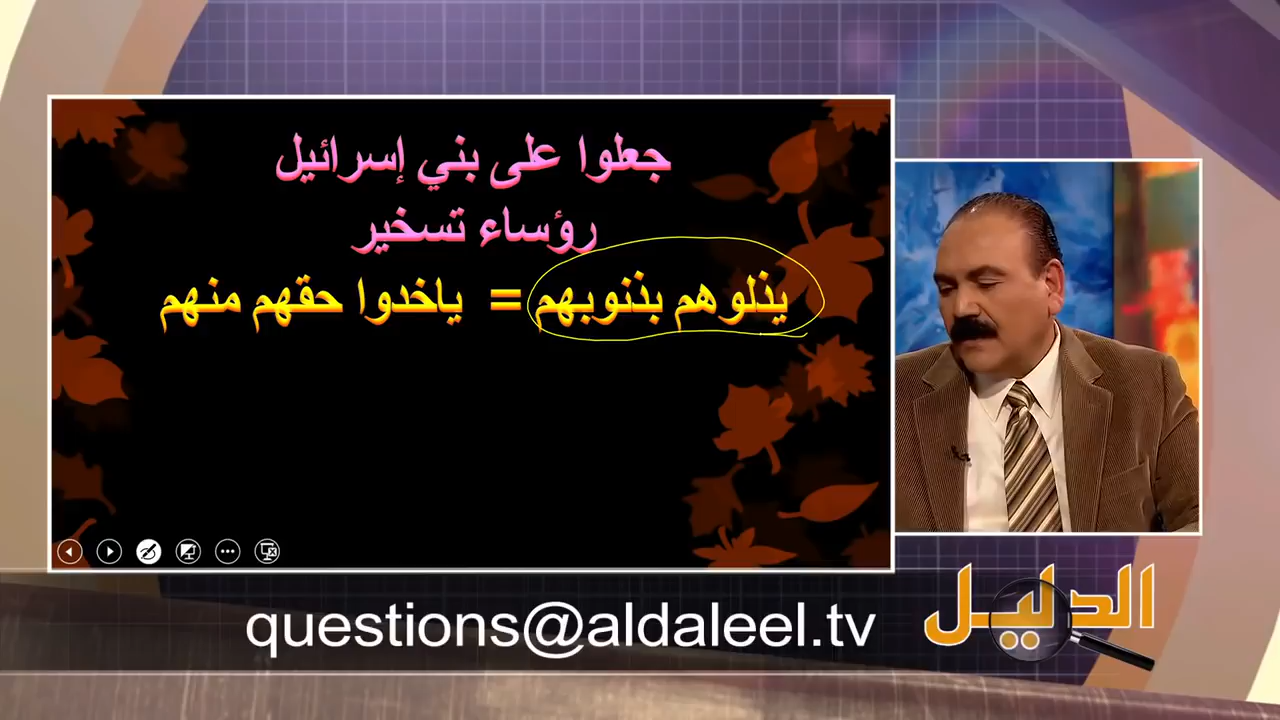 جعلوا على بني إسرائيل
رؤساء تسخير
يذلوهم بذنوبهم = ياخدوا حقهم منهم
questions@aldaleel.tv
الدليل